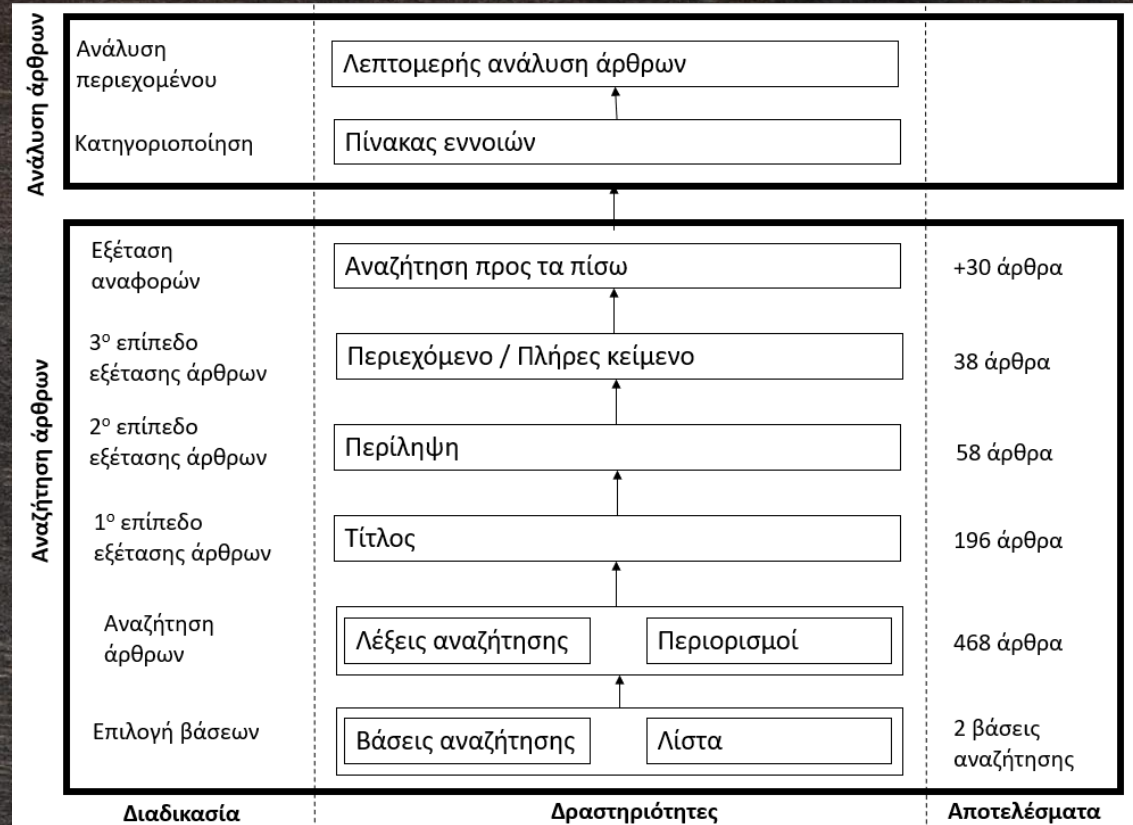 Ανάλυση άρθρων
Ανάλυση
περιεχομένου
Λεπτομερής ανάλυση άρθρων
Κατηγοριοποίηση
Πίνακας εννοιών
Αναζήτηση άρθρων
Εξέταση
αναφορών
Αναζήτηση προς τα πίσω
+30 άρθρα
3ο επίπεδο
εξέτασης άρθρων
Περιεχόμενο / Πλήρες κείμενο
38 άρθρα
2ο επίπεδο
εξέτασης άρθρων
Περίληψη
58 άρθρα
1ο επίπεδο
εξέτασης άρθρων
Τίτλος
196 άρθρα
Αναζήτηση
άρθρων
Λέξεις αναζήτησης
Περιορισμοί
468 άρθρα
Επιλογή βάσεων
Βάσεις αναζήτησης
Λίστα
2 βάσεις
αναζήτησης
Διαδικασία
Δραστηριότητες
Αποτελέσματα